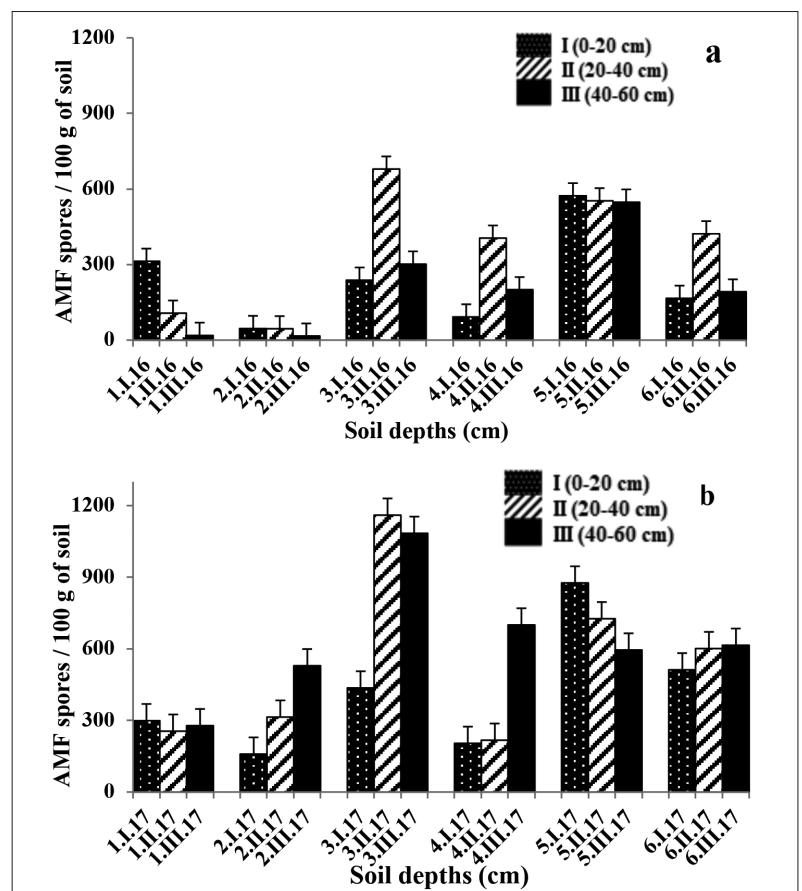 a
I (0-20 cm)
II (20-40 cm)
III (40-60 cm)
AMF spores / 100 g of soil
1200
900
600
300
0
1.I.16
1.II.16
1.III.16
2.I.16
2.II.16
2.III.16
3.I.16
3.II.16
3.III.16
4.I.16
4.II.16
4.III.16
5.I.16
5.II.16
5.III.16
6.I.16
6.II.16
6.III.16
Soil depths (cm)
b
I (0-20 cm)
II (20-40 cm)
III (40-60 cm)
AMF spores / 100 g of soil
1200
900
600
300
0
1.I.17
1.II.17
1.III.17
2.I.17
2.II.17
2.III.17
3.I.17
3.II.17
3.III.17
4.I.17
4.II.17
4.III.17
5.I.17
5.II.17
5.III.17
6.I.17
6.II.17
6.III.17
Soil depths (cm)